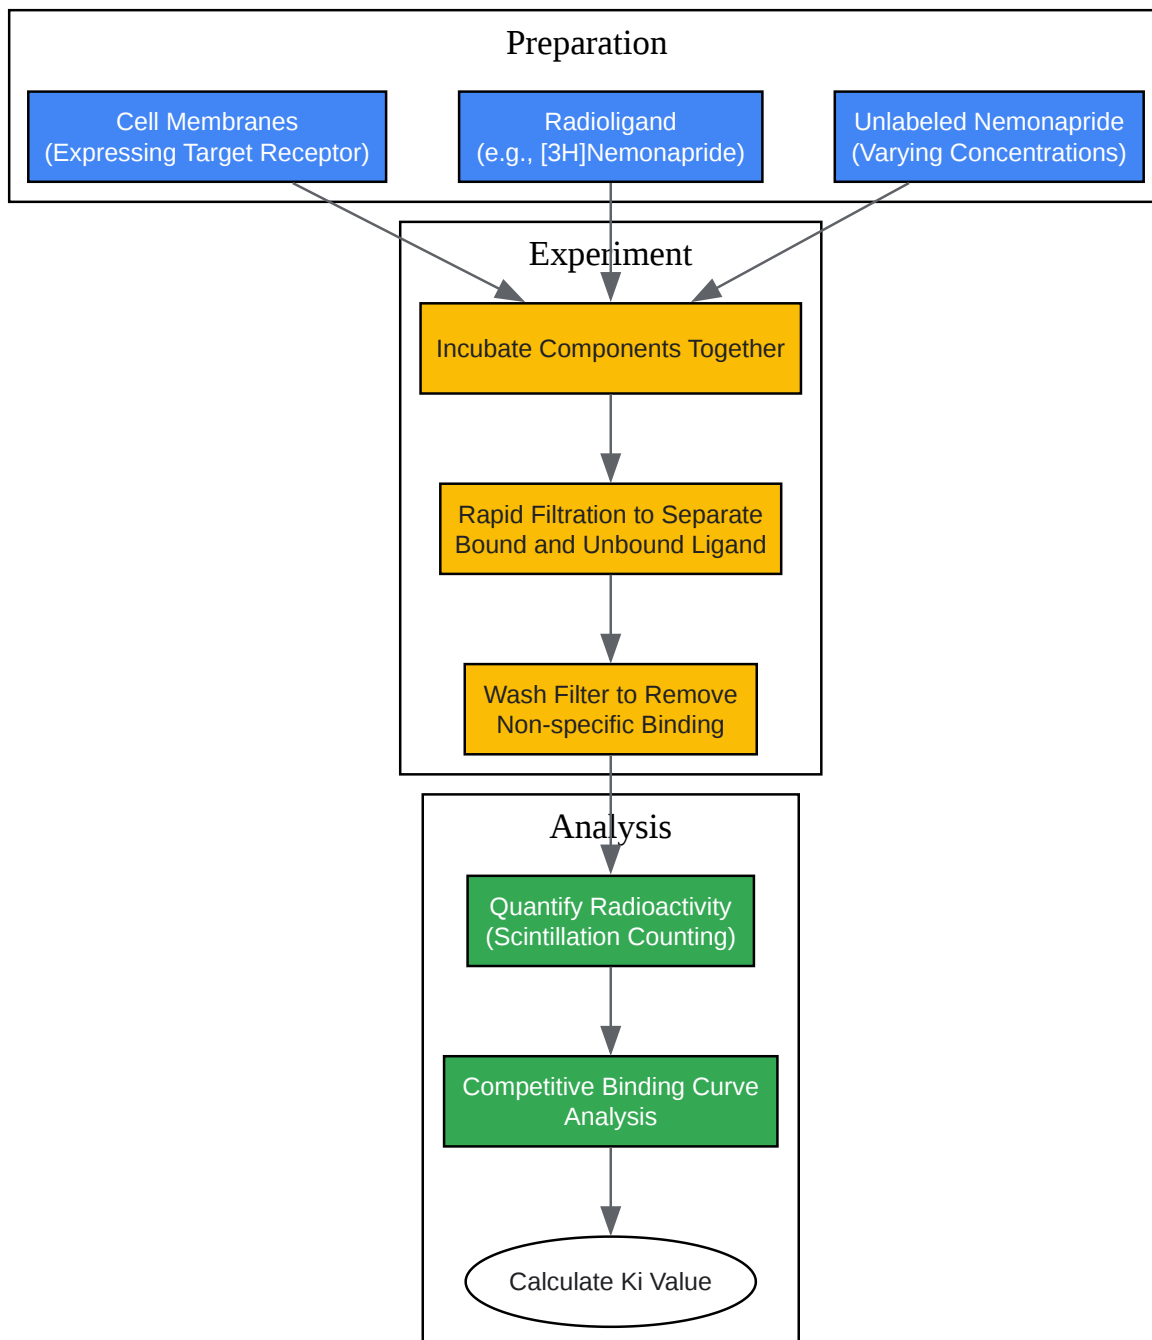 Preparation
Cell Membranes
(Expressing Target Receptor)
Radioligand
(e.g., [3H]Nemonapride)
Unlabeled Nemonapride
(Varying Concentrations)
Experiment
Incubate Components Together
Rapid Filtration to Separate
Bound and Unbound Ligand
Wash Filter to Remove
Non-specific Binding
Analysis
Quantify Radioactivity
(Scintillation Counting)
Competitive Binding Curve
Analysis
Calculate Ki Value